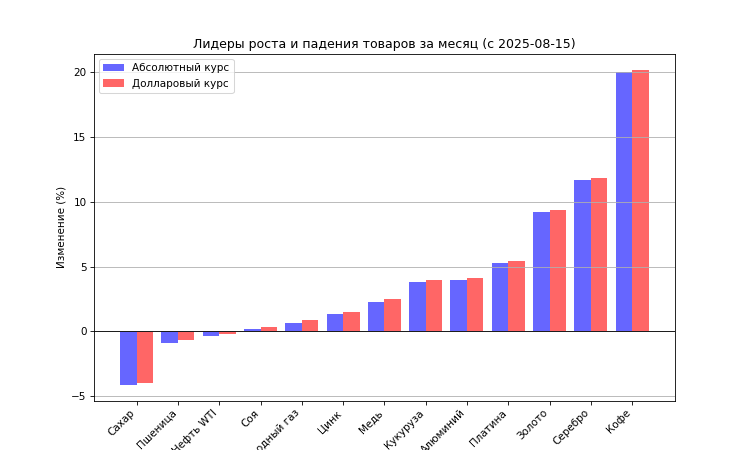 Лидеры роста и падения товаров за месяц (с 2025-08-15)
Абсолютный курс
Долларовый курс
Изменение (%)
20
15
10
5
0
−5
Сахар
Пшеница
Нефть WTI
Соя
одный газ
Цинк
Медь
Кукуруза
Алюминий
Платина
Золото
Серебро
Кофе